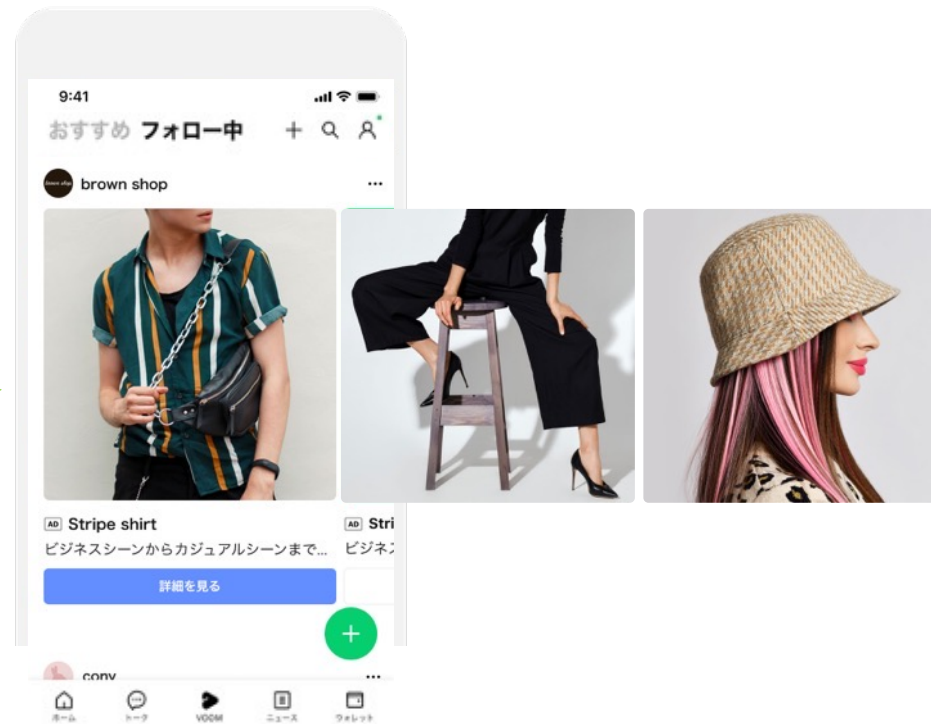 9:41
おすすめ フォロー中
brown shop
AD Stripe shirt
ビジネスシーンからカジュアルシーンまで...
詳細を見る
AD Stri
ビジネス
cony
ホーム トーク VOOM ニュース ウォレット